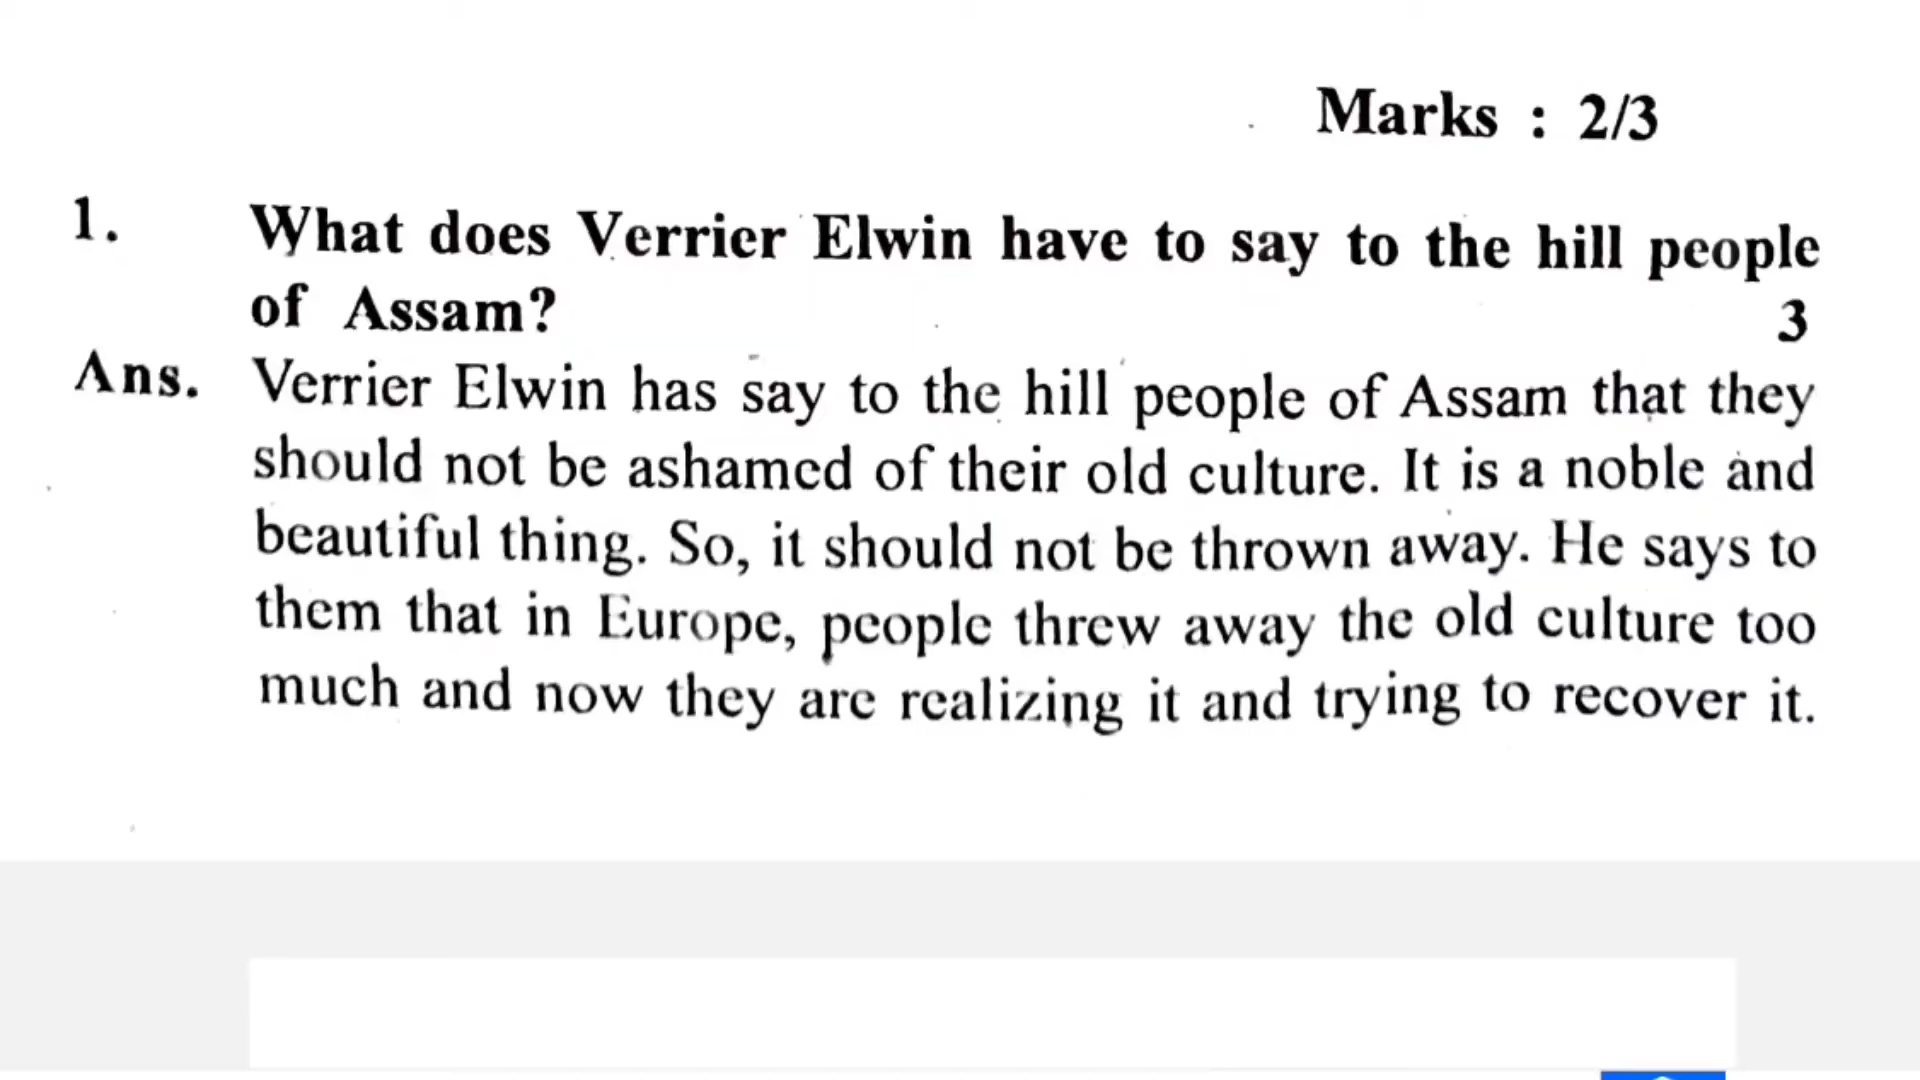 Marks : 2/3
1. What does Verrier Elwin have to say to the hill people
of Assam? 3
Ans. Verrier Elwin has say to the hill people of Assam that they
should not be ashamed of their old culture. It is a noble and
beautiful thing. So, it should not be thrown away. He says to
them that in Europe, people threw away the old culture too
much and now they are realizing it and trying to recover it.